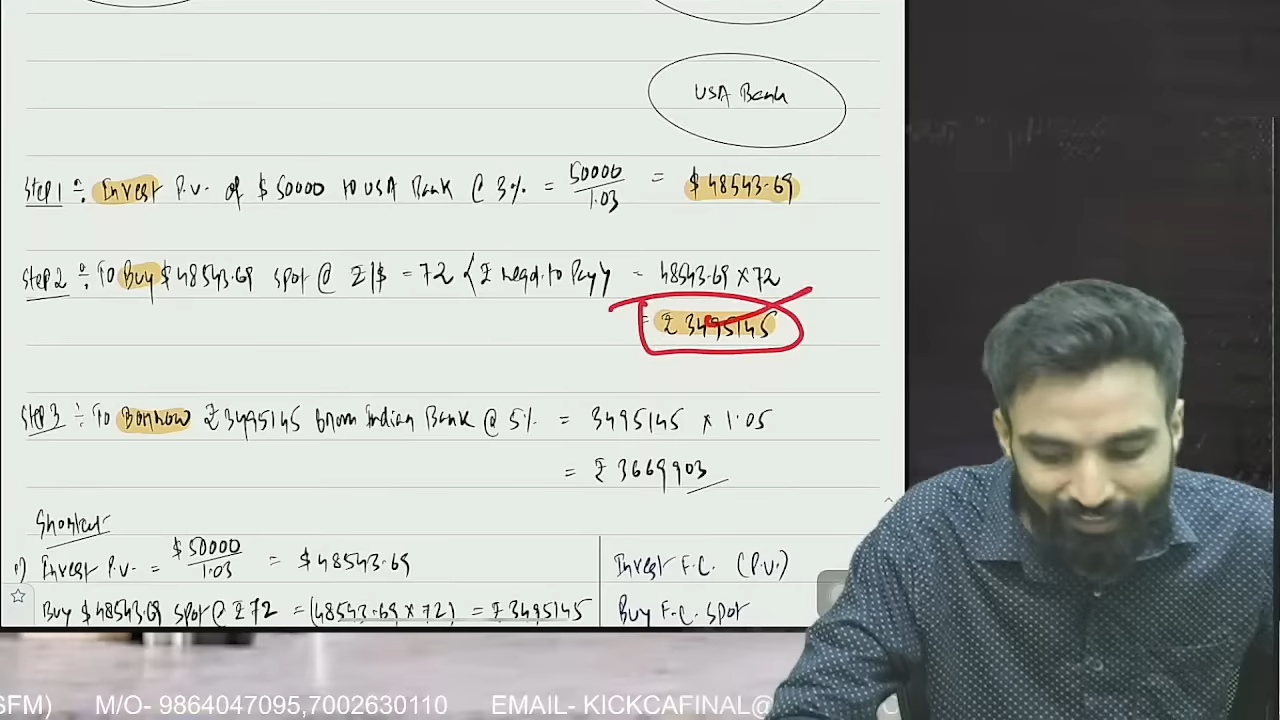 USA Bank
Step 1 ÷ Invest P.V. of $ 50000 to USA Bank @ 3% = 50000/1.03 = $ 48543.69
Step 2 ÷ To Buy $ 48543.69 spot @ ₹/$ = 72 { ₹ reqd. to Pay } = 48543.69 x 72
= ₹ 3495145
Step 3 ÷ To Borrow ₹ 3495145 from Indian Bank @ 5% = 3495145 x 1.05
= ₹ 3669903
Shortcut
1) Invest P.V. = $ 50000/1.03 = $ 48543.69
Invest F.C. (P.V.)
Buy $ 48543.69 spot @ ₹ 72 = (48543.69 x 72) = ₹ 3495145
Buy F.C. spot
SFM) M/O- 9864047095,7002630110 EMAIL- KICKCAFINAL@